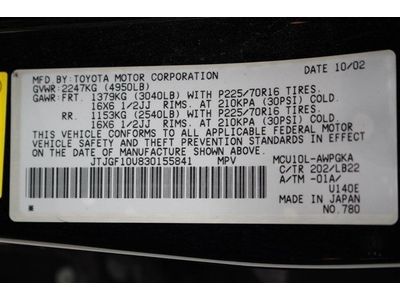 MFD.BY:TOYOTA MOTOR CORPORATION DATE 10/02
GVWR:2247KG (4950LB)
GAWR:FRT. 1379KG (3040LB) WITH P225/70R16 TIRES.
16X6 1/2JJ RIMS. AT 210KPA (30PSI) COLD.
RR. 1153KG (2540LB) WITH P225/70R16 TIRES.
16X6 1/2JJ RIMS. AT 210KPA (30PSI) COLD.
THIS VEHICLE CONFORMS TO ALL APPLICABLE FEDERAL MOTOR
VEHICLE SAFETY AND THEFT PREVENTION STANDARDS IN EFFECT
ON THE DATE OF MANUFACTURE SHOWN ABOVE.
JTJGF10U830155841 MPV MCU10L-AWPGKA
C/TR 202/LB22
A/TM -01A/
U140E
MADE IN JAPAN
NO.780